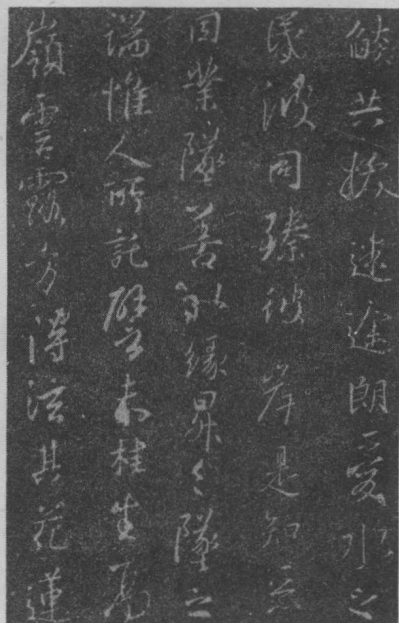 燄共拔迷途朗愛水之
昏波同臻彼岸是知惡
因業墜善以緣昇々墜之
端惟人所託譬夫桂生高
嶺雲露方得泫其花蓮